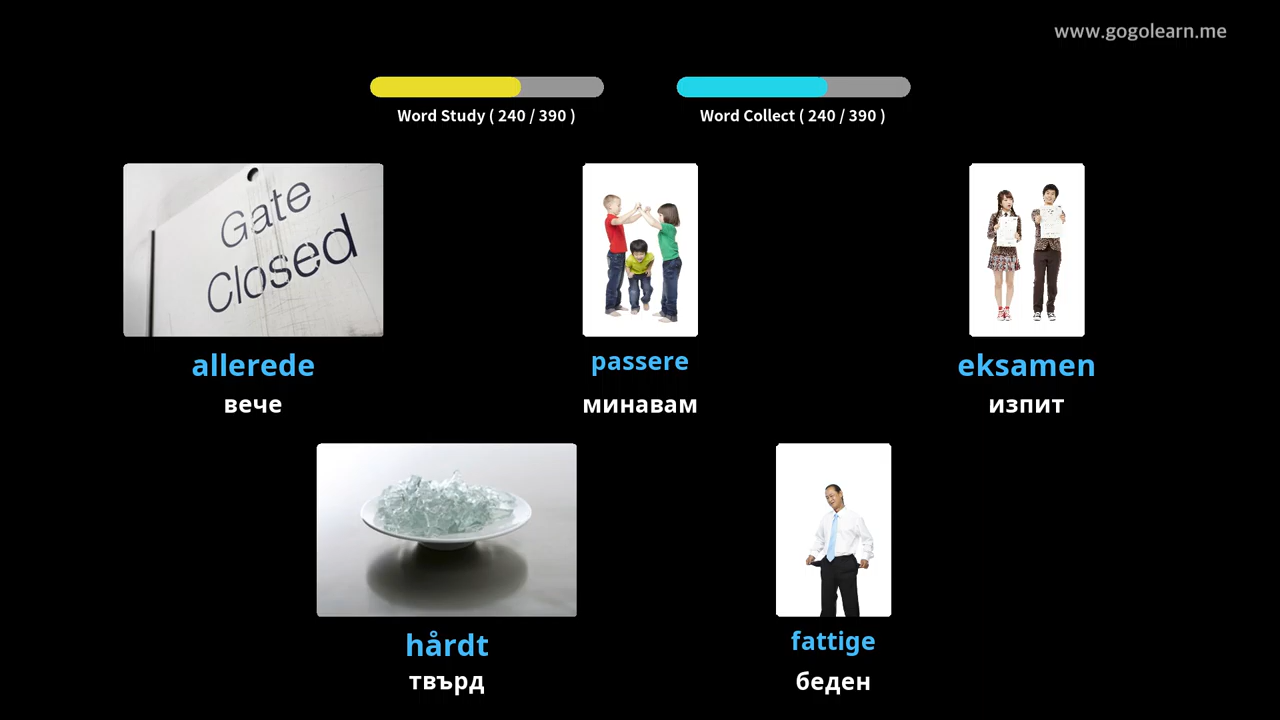 www.gogolearn.me
Word Study ( 240 / 390 )
Word Collect ( 240 / 390 )
Gate
Closed
allerede
вече
passere
минавам
eksamen
изпит
hårdt
твърд
fattige
беден